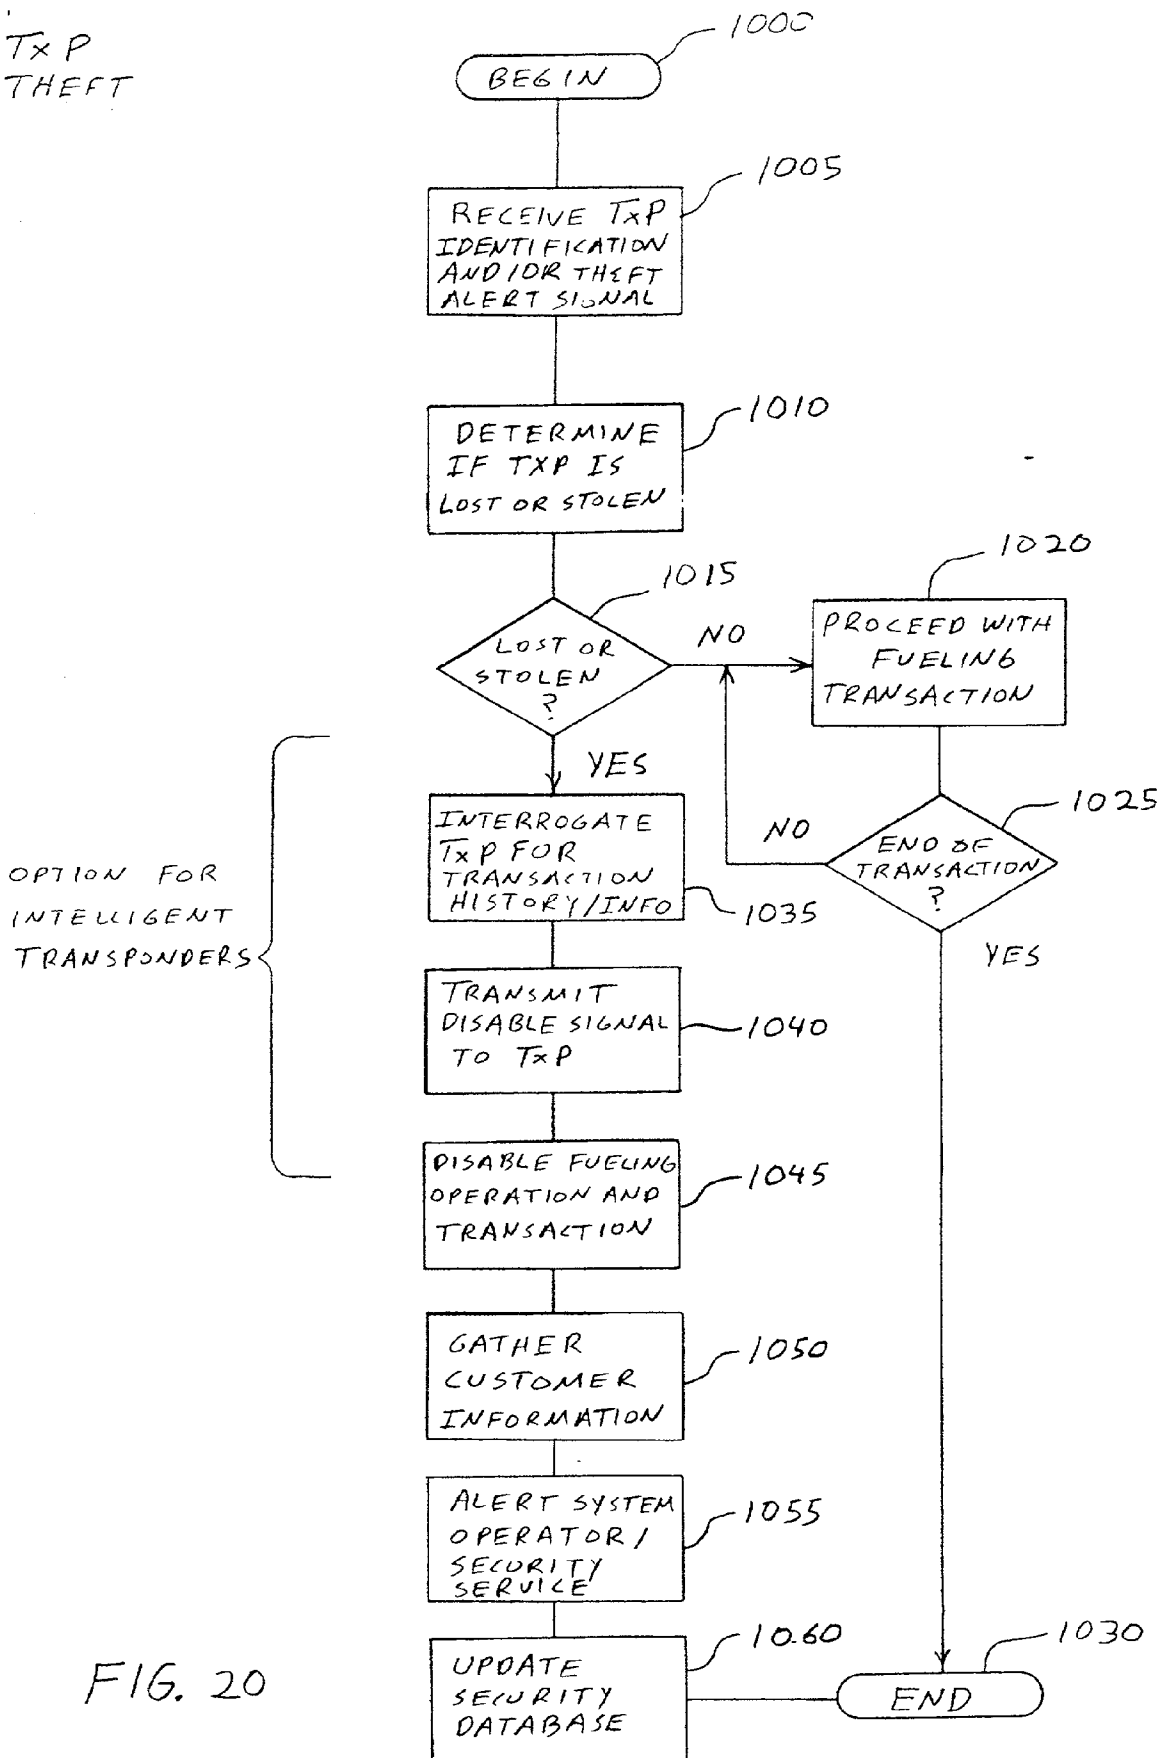 TxP
THEFT
1000
BEGIN
1005
RECEIVE TxP
IDENTIFICATION
AND/OR THEFT
ALERT SIGNAL
1010
DETERMINE
IF TXP IS
LOST OR STOLEN
1015
LOST OR
STOLEN
?
NO
1020
PROCEED WITH
FUELING
TRANSACTION
YES
1025
END OF
TRANSACTION
?
NO
YES
OPTION FOR
INTELLIGENT
TRANSPONDERS
INTERROGATE
TxP FOR
TRANSACTION
HISTORY/INFO
1035
TRANSMIT
DISABLE SIGNAL
TO TxP
1040
DISABLE FUELING
OPERATION AND
TRANSACTION
1045
GATHER
CUSTOMER
INFORMATION
1050
ALERT SYSTEM
OPERATOR/
SECURITY
SERVICE
1055
UPDATE
SECURITY
DATABASE
1060
1030
END
FIG. 20